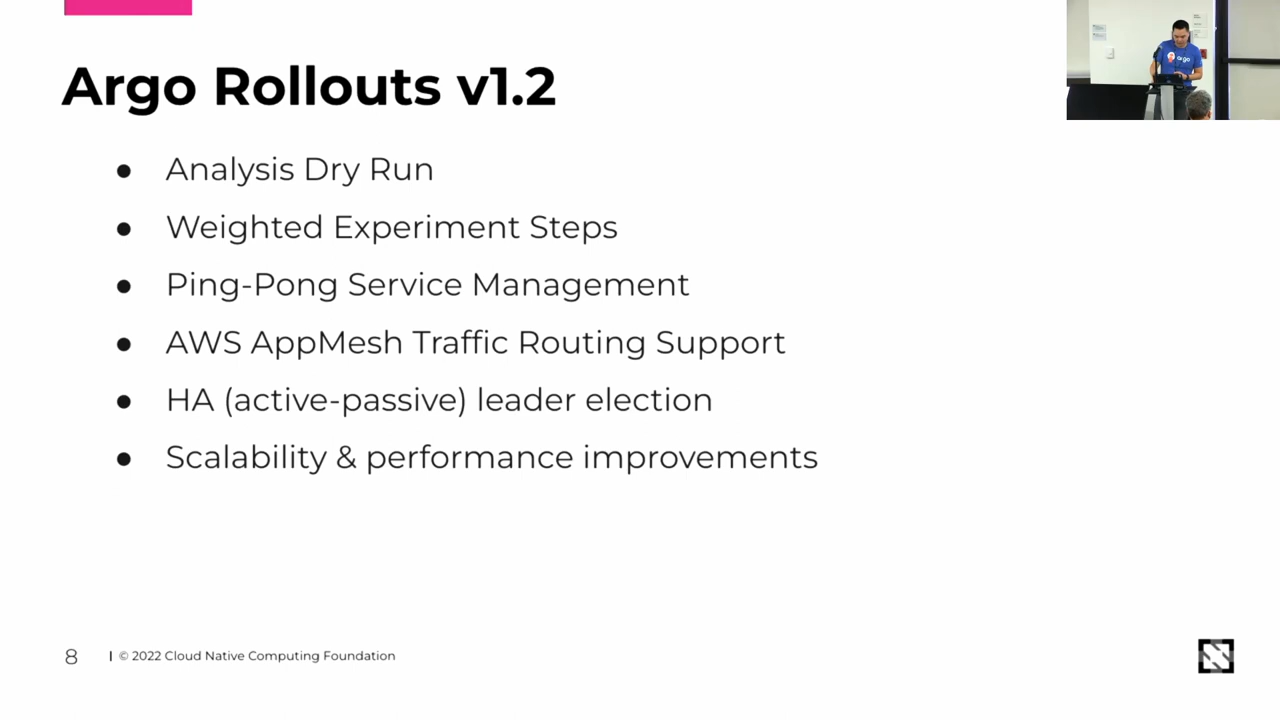 Argo Rollouts v1.2
● Analysis Dry Run
● Weighted Experiment Steps
● Ping-Pong Service Management
● AWS AppMesh Traffic Routing Support
● HA (active-passive) leader election
● Scalability & performance improvements
8 | © 2022 Cloud Native Computing Foundation
argo